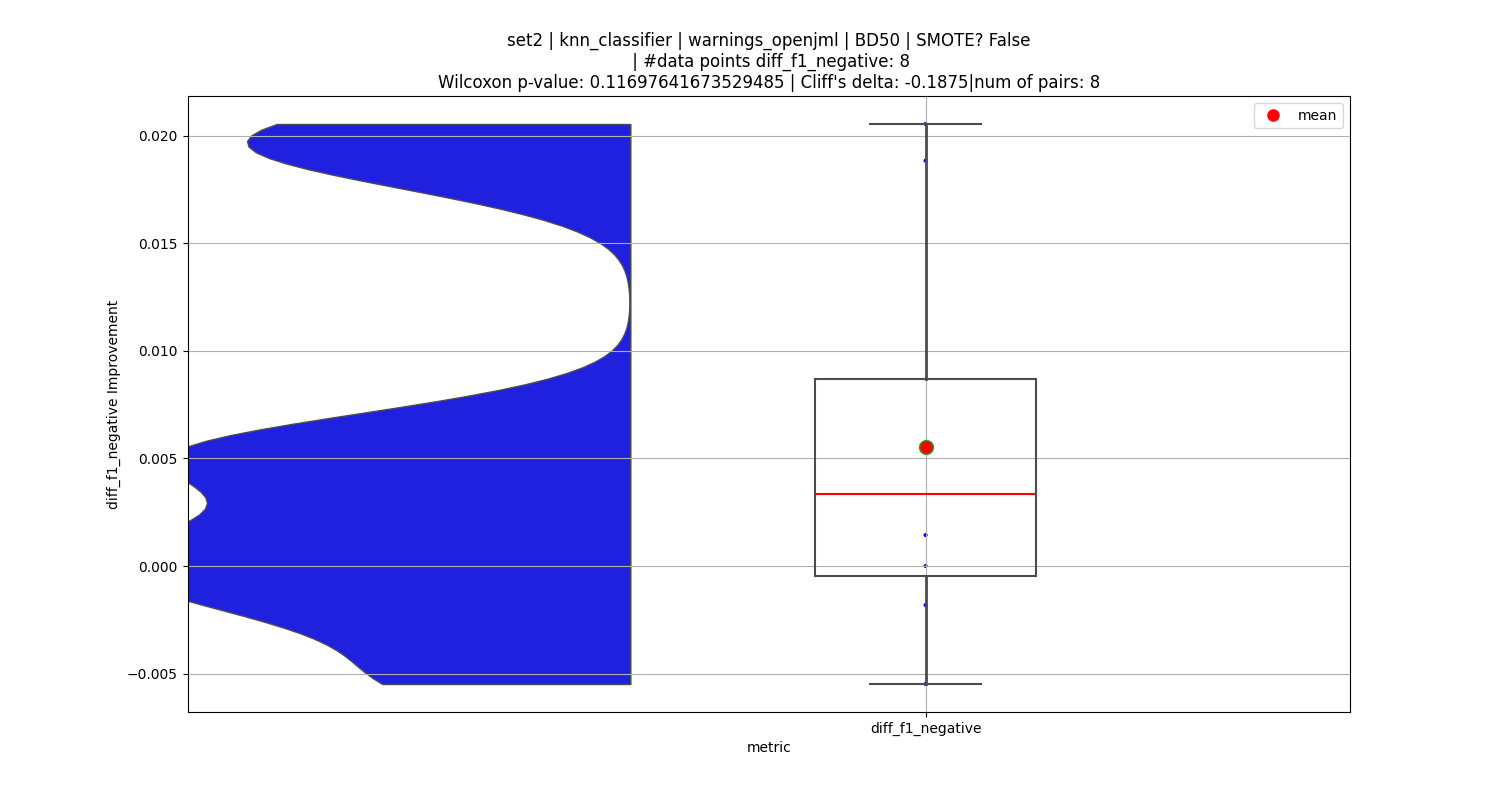 set2 | knn_classifier | warnings_openjml | BD50 | SMOTE? False
| #data points diff_f1_negative: 8
Wilcoxon p-value: 0.11697641673529485 | Cliff's delta: -0.1875|num of pairs: 8
mean
0.020
0.015
0.010
0.005
0.000
−0.005
diff_f1_negative Improvement
diff_f1_negative
metric